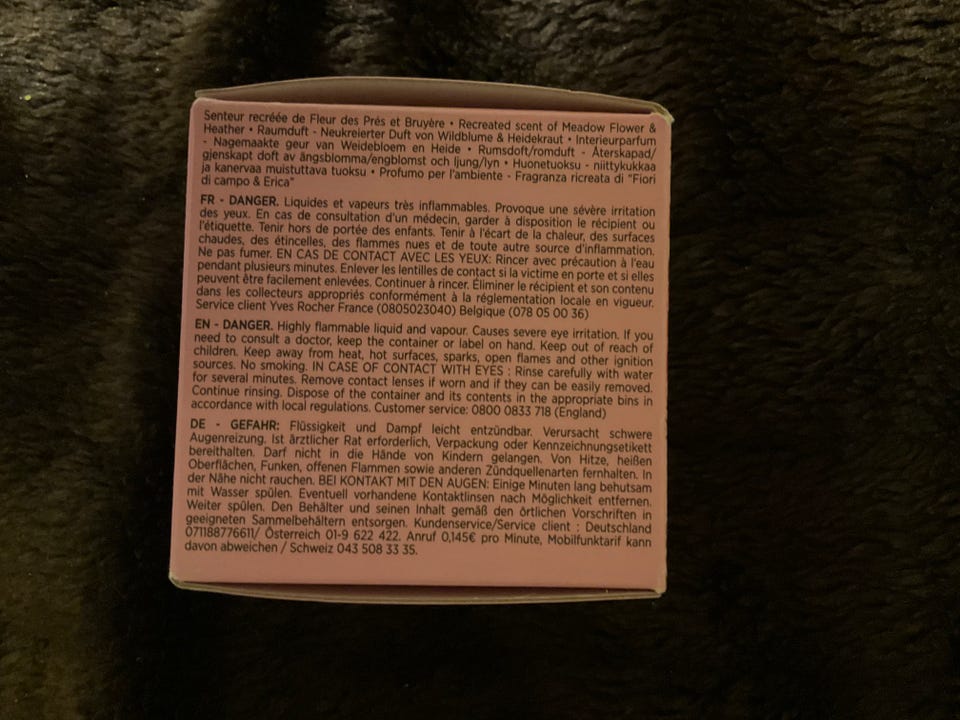 Senteur recréée de Fleur des Prés et Bruyère • Recreated scent of Meadow Flower &
Heather • Raumduft - Neukreierter Duft von Wildblume & Heidekraut • Interieurparfum
- Nagemaakte geur van Weidebloem en Heide • Rumsdoft/romduft - Återskapad/
gjenskapt doft av ängsblomma/engblomst och ljung/lyn • Huonetuoksu - niittykukkaa
ja kanervaa muistuttava tuoksu • Profumo per l'ambiente - Fragranza ricreata di "Fiori
di campo & Erica"
FR - DANGER. Liquides et vapeurs très inflammables. Provoque une sévère irritation
des yeux. En cas de consultation d'un médecin, garder à disposition le récipient ou
l'étiquette. Tenir hors de portée des enfants. Tenir à l'écart de la chaleur, des surfaces
chaudes, des étincelles, des flammes nues et de toute autre source d'inflammation.
Ne pas fumer. EN CAS DE CONTACT AVEC LES YEUX: Rincer avec précaution à l'eau
pendant plusieurs minutes. Enlever les lentilles de contact si la victime en porte et si elles
peuvent être facilement enlevées. Continuer à rincer. Éliminer le récipient et son contenu
dans les collecteurs appropriés conformément à la réglementation locale en vigueur.
Service client Yves Rocher France (0805023040) Belgique (078 05 00 36)
EN - DANGER. Highly flammable liquid and vapour. Causes severe eye irritation. If you
need to consult a doctor, keep the container or label on hand. Keep out of reach of
children. Keep away from heat, hot surfaces, sparks, open flames and other ignition
sources. No smoking. IN CASE OF CONTACT WITH EYES : Rinse carefully with water
for several minutes. Remove contact lenses if worn and if they can be easily removed.
Continue rinsing. Dispose of the container and its contents in the appropriate bins in
accordance with local regulations. Customer service: 0800 0833 718 (England)
DE - GEFAHR: Flüssigkeit und Dampf leicht entzündbar. Verursacht schwere
Augenreizung. Ist ärztlicher Rat erforderlich, Verpackung oder Kennzeichnungsetikett
bereithalten. Darf nicht in die Hände von Kindern gelangen. Von Hitze, heißen
Oberflächen, Funken, offenen Flammen sowie anderen Zündquellenarten fernhalten. In
der Nähe nicht rauchen. BEI KONTAKT MIT DEN AUGEN: Einige Minuten lang behutsam
mit Wasser spülen. Eventuell vorhandene Kontaktlinsen nach Möglichkeit entfernen.
Weiter spülen. Den Behälter und seinen Inhalt gemäß den örtlichen Vorschriften in
geeigneten Sammelbehältern entsorgen. Kundenservice/Service client : Deutschland
071188776611/ Österreich 01-9 622 422. Anruf 0,145€ pro Minute, Mobilfunktarif kann
davon abweichen / Schweiz 043 508 33 35.